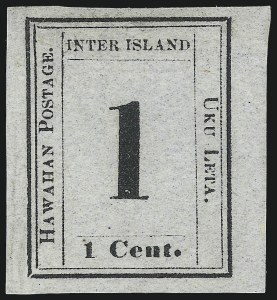 INTER ISLAND
HAWAIIAN POSTAGE.
1
UKU LETA.
1 Cent.